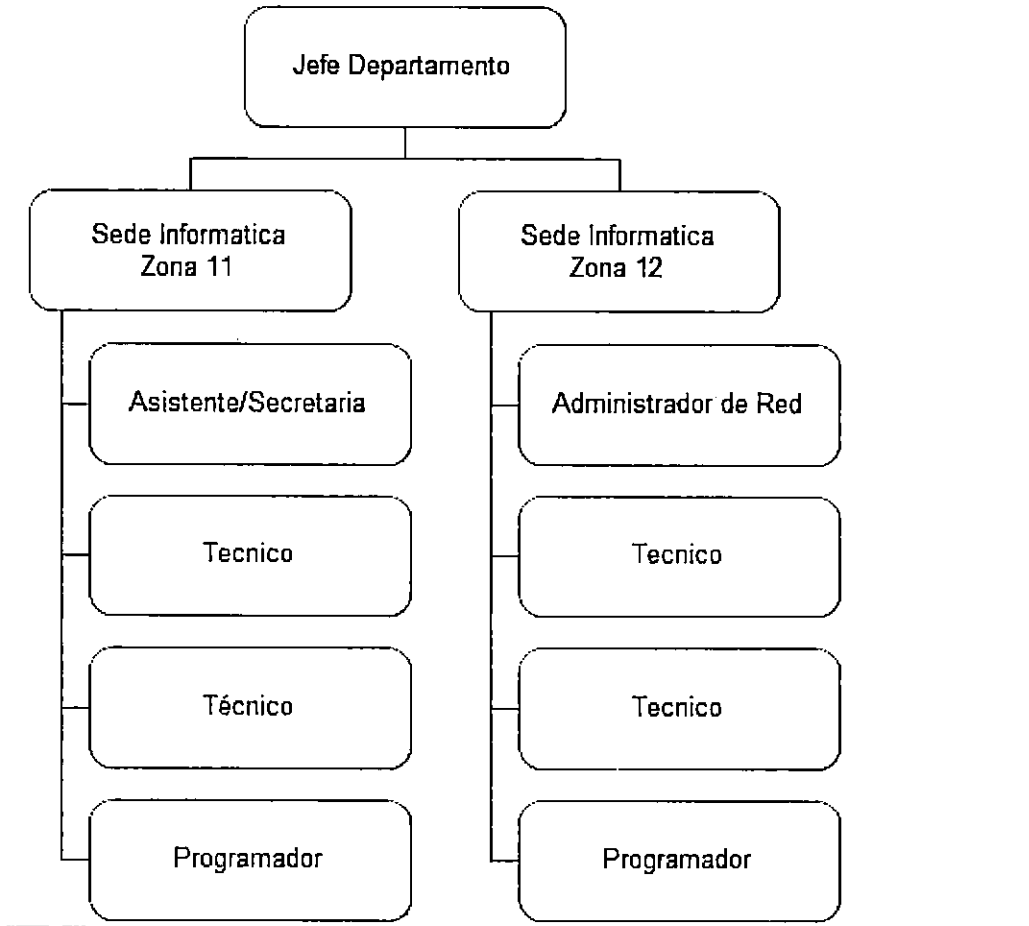 Jefe Departamento
Sede Informatica
Zona 11
Asistente/Secretaria
Tecnico
Técnico
Programador
Sede Informatica
Zona 12
Administrador de Red
Tecnico
Tecnico
Programador